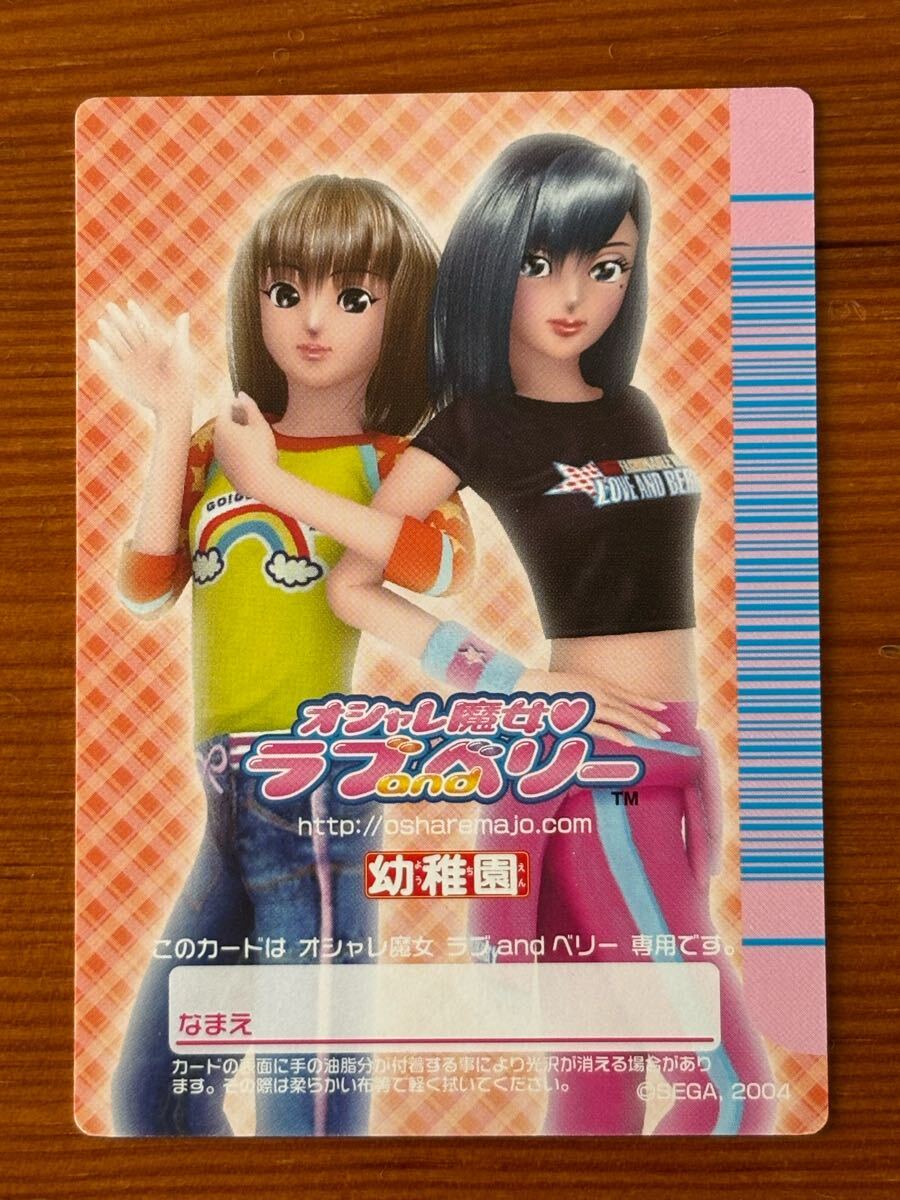 GO!GO!
LOVE AND BERR
オシャレ魔女♥
ラブandベリー
TM
http://osharemajo.com
幼稚園
よう ち えん
このカードは オシャレ魔女 ラブ and ベリー 専用です。
なまえ
カードの表面に手の油脂分が付着する事により光沢が消える場合があり
ます。その際は柔らかい布等で軽く拭いてください。
©SEGA, 2004